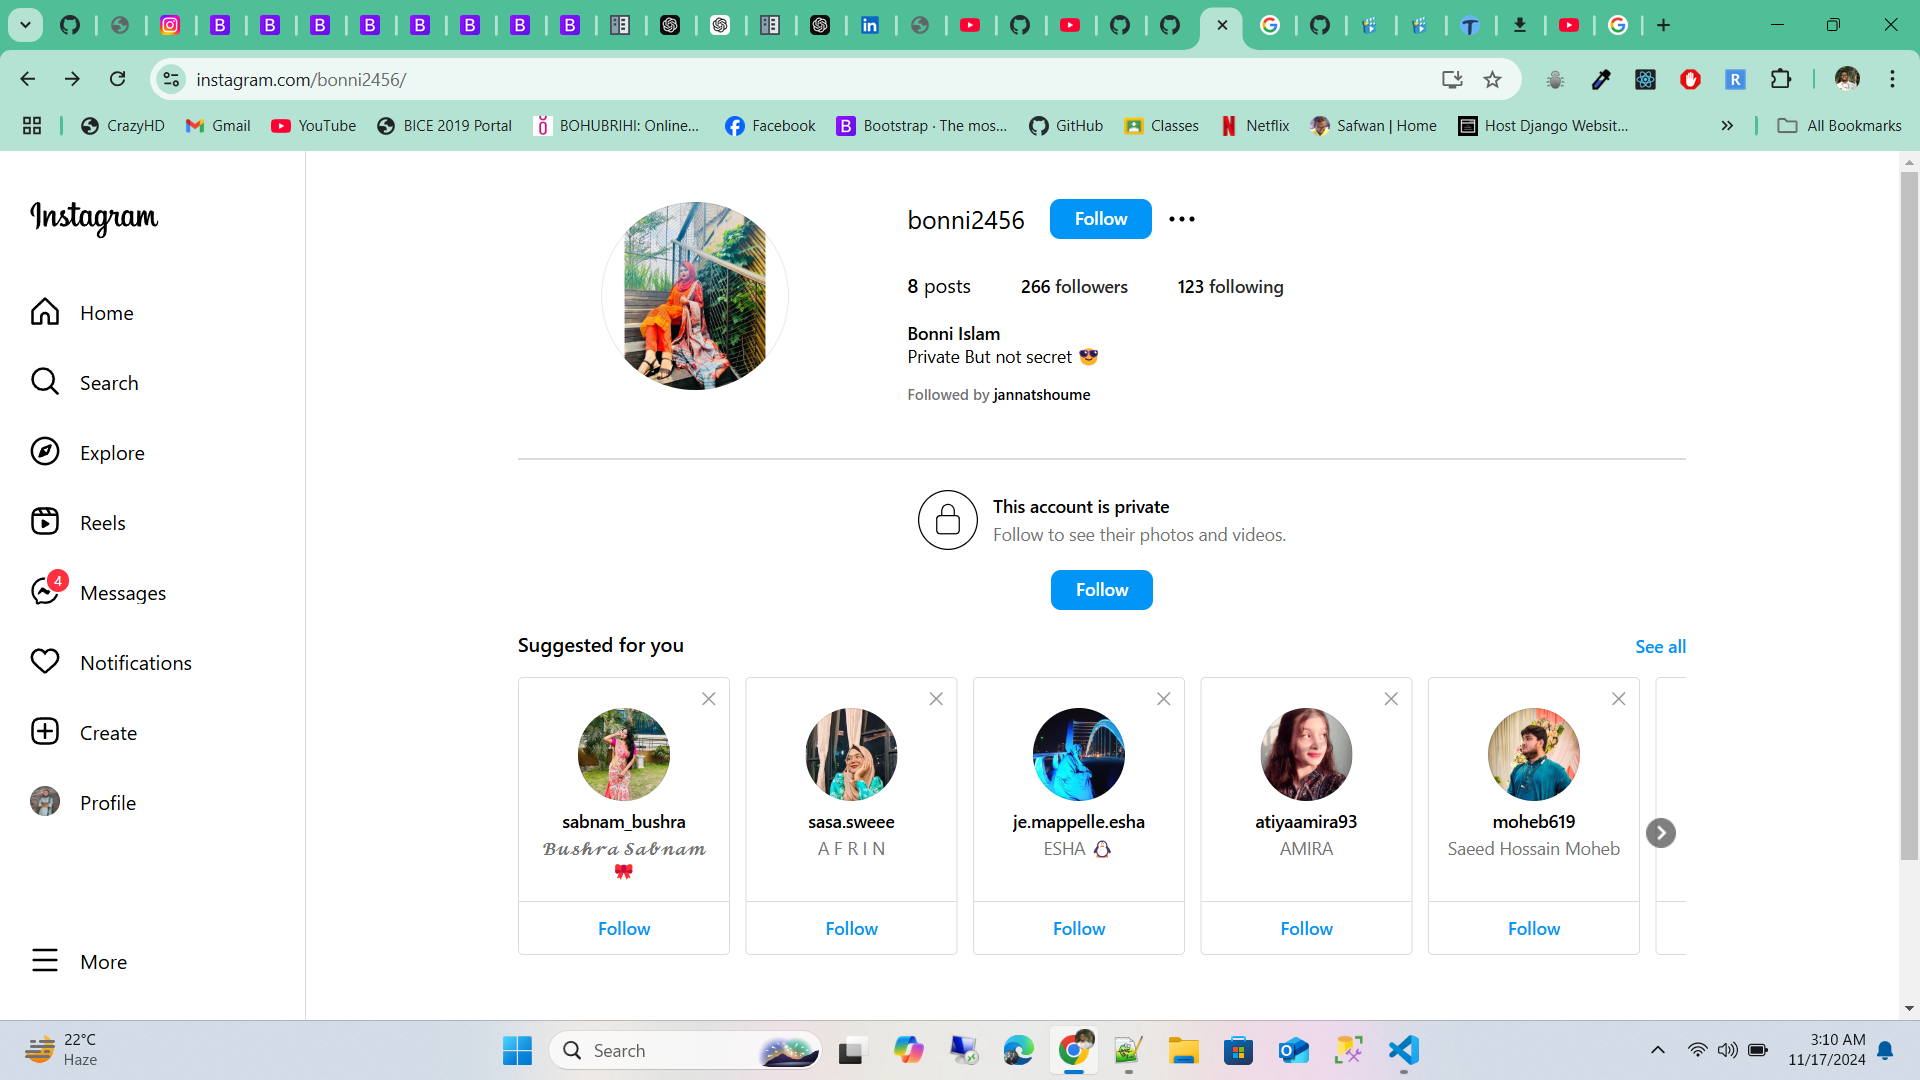 instagram.com/bonni2456/
CrazyHD
Gmail
YouTube
BICE 2019 Portal
BOHUBRIHI: Online...
Facebook
Bootstrap · The mos...
GitHub
Classes
Netflix
Safwan | Home
Host Django Websit...
All Bookmarks
Instagram
Home
Search
Explore
Reels
4
Messages
Notifications
Create
Profile
More
bonni2456
Follow
8 posts
266 followers
123 following
Bonni Islam
Private But not secret 😎
Followed by jannatshoume
This account is private
Follow to see their photos and videos.
Follow
Suggested for you
See all
sabnam_bushra
𝓑𝓾𝓼𝓱𝓻𝓪 𝓢𝓪𝓫𝓷𝓪𝓶
🎀
Follow
sasa.sweee
A F R I N
Follow
je.mappelle.esha
ESHA 🐧
Follow
atiyaamira93
AMIRA
Follow
moheb619
Saeed Hossain Moheb
Follow
22°C
Haze
Search
3:10 AM
11/17/2024